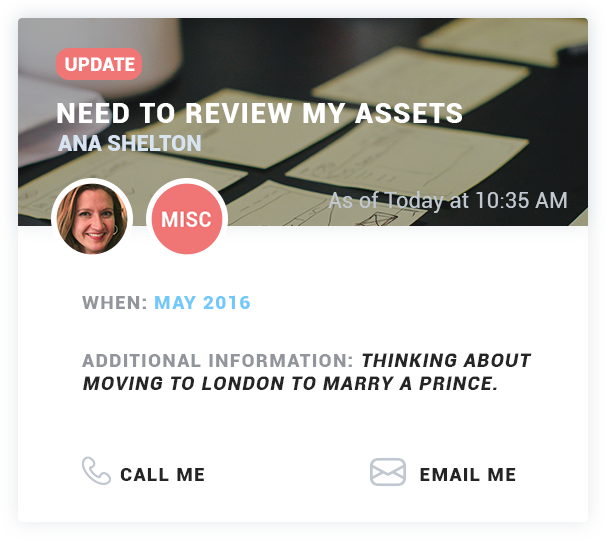 UPDATE
NEED TO REVIEW MY ASSETS
ANA SHELTON
As of Today at 10:35 AM
MISC
WHEN: MAY 2016
ADDITIONAL INFORMATION: THINKING ABOUT
MOVING TO LONDON TO MARRY A PRINCE.
CALL ME
EMAIL ME